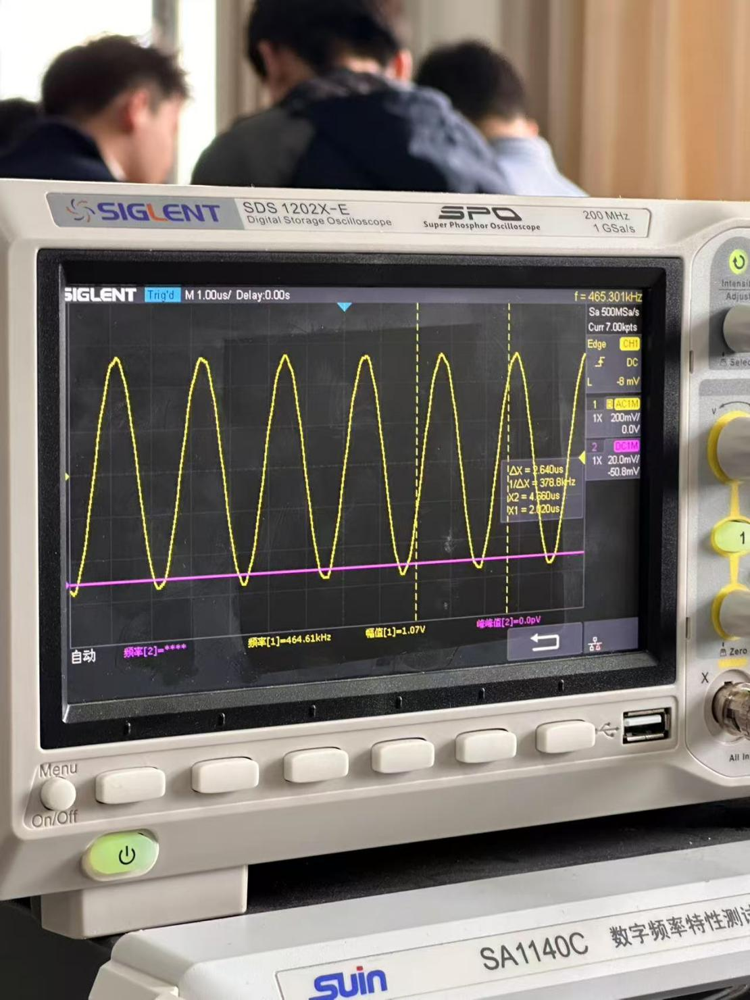 SIGLENT SDS 1202X-E
Digital Storage Oscilloscope
SPO
Super Phosphor Oscilloscope
200 MHz
1 GSa/s
SIGLENT Trig'd M 1.00us/ Delay:0.00s
f = 465.301kHz
Sa 500MSa/s
Curr 7.00kpts
Edge CH1
DC
L -8 mV
1 B AC1M
1X 200mV/
0.0V
2 DC1M
1X 20.0mV/
-50.8mV
ΔX = 2.640us
1/ΔX = 378.8kHz
X2 = 4.660us
X1 = 2.020us
自动 频率[2]=**** 频率[1]=464.61kHz 幅值[1]=1.07V 峰峰值[2]=0.0pV
Intensi
Adjust
Selec
V
1
Zero
X
All In
Menu
On/Off
suin SA1140C 数字频率特性测试